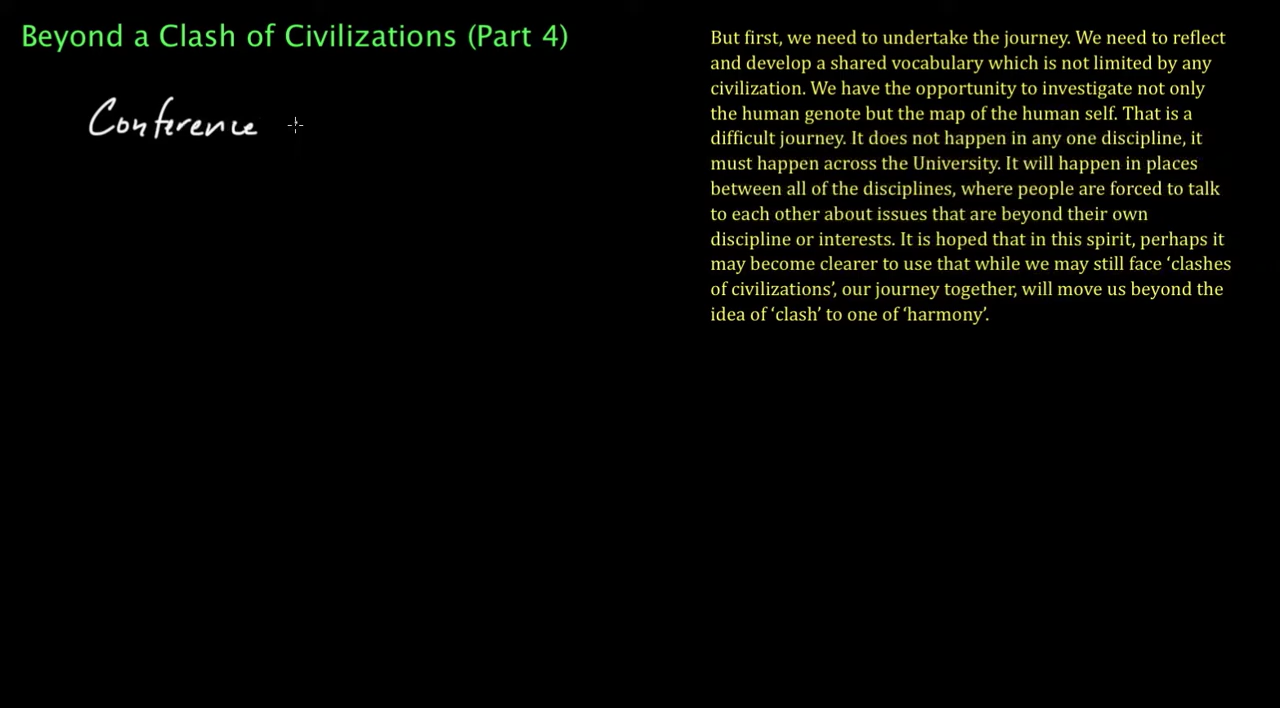 Beyond a Clash of Civilizations (Part 4)
Conference
But first, we need to undertake the journey. We need to reflect
and develop a shared vocabulary which is not limited by any
civilization. We have the opportunity to investigate not only
the human genote but the map of the human self. That is a
difficult journey. It does not happen in any one discipline, it
must happen across the University. It will happen in places
between all of the disciplines, where people are forced to talk
to each other about issues that are beyond their own
discipline or interests. It is hoped that in this spirit, perhaps it
may become clearer to use that while we may still face ‘clashes
of civilizations’, our journey together, will move us beyond the
idea of ‘clash’ to one of ‘harmony’.